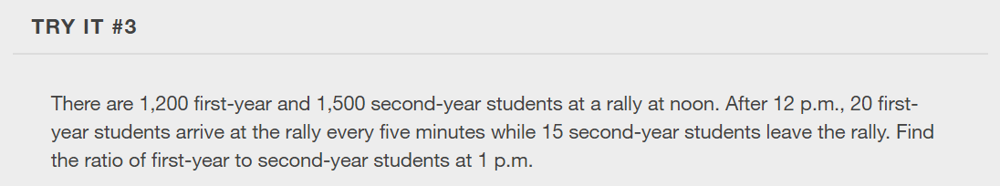 TRY IT #3
There are 1,200 first-year and 1,500 second-year students at a rally at noon. After 12 p.m., 20 first-
year students arrive at the rally every five minutes while 15 second-year students leave the rally. Find
the ratio of first-year to second-year students at 1 p.m.